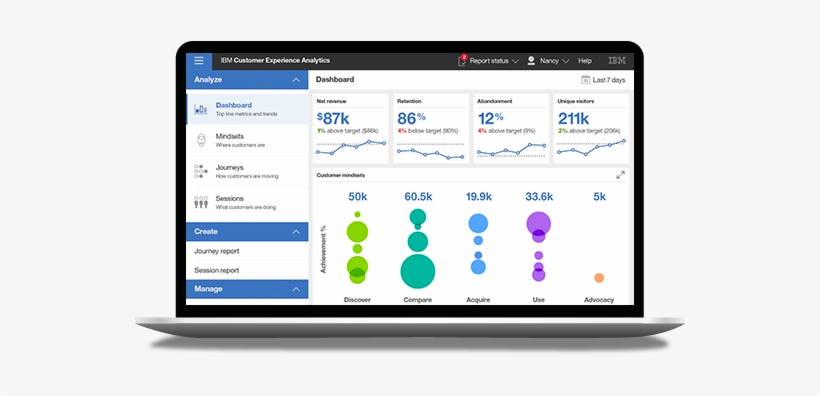 IBM Customer Experience Analytics
2
Report status
Nancy
Help
IBM
Analyze
Dashboard
Top line metrics and trends
Mindsets
Where customers are
Journeys
How customers are moving
Sessions
What customers are doing
Create
Journey report
Session report
Manage
Dashboard
Last 7 days
Net revenue
$87k
1% above target ($86k)
Retention
86%
4% below target (90%)
Abandonment
12%
4% above target (9%)
Unique visitors
211k
2% above target (206k)
Customer mindsets
50k
60.5k
19.9k
33.6k
5k
Achievement %
Discover
Compare
Acquire
Use
Advocacy